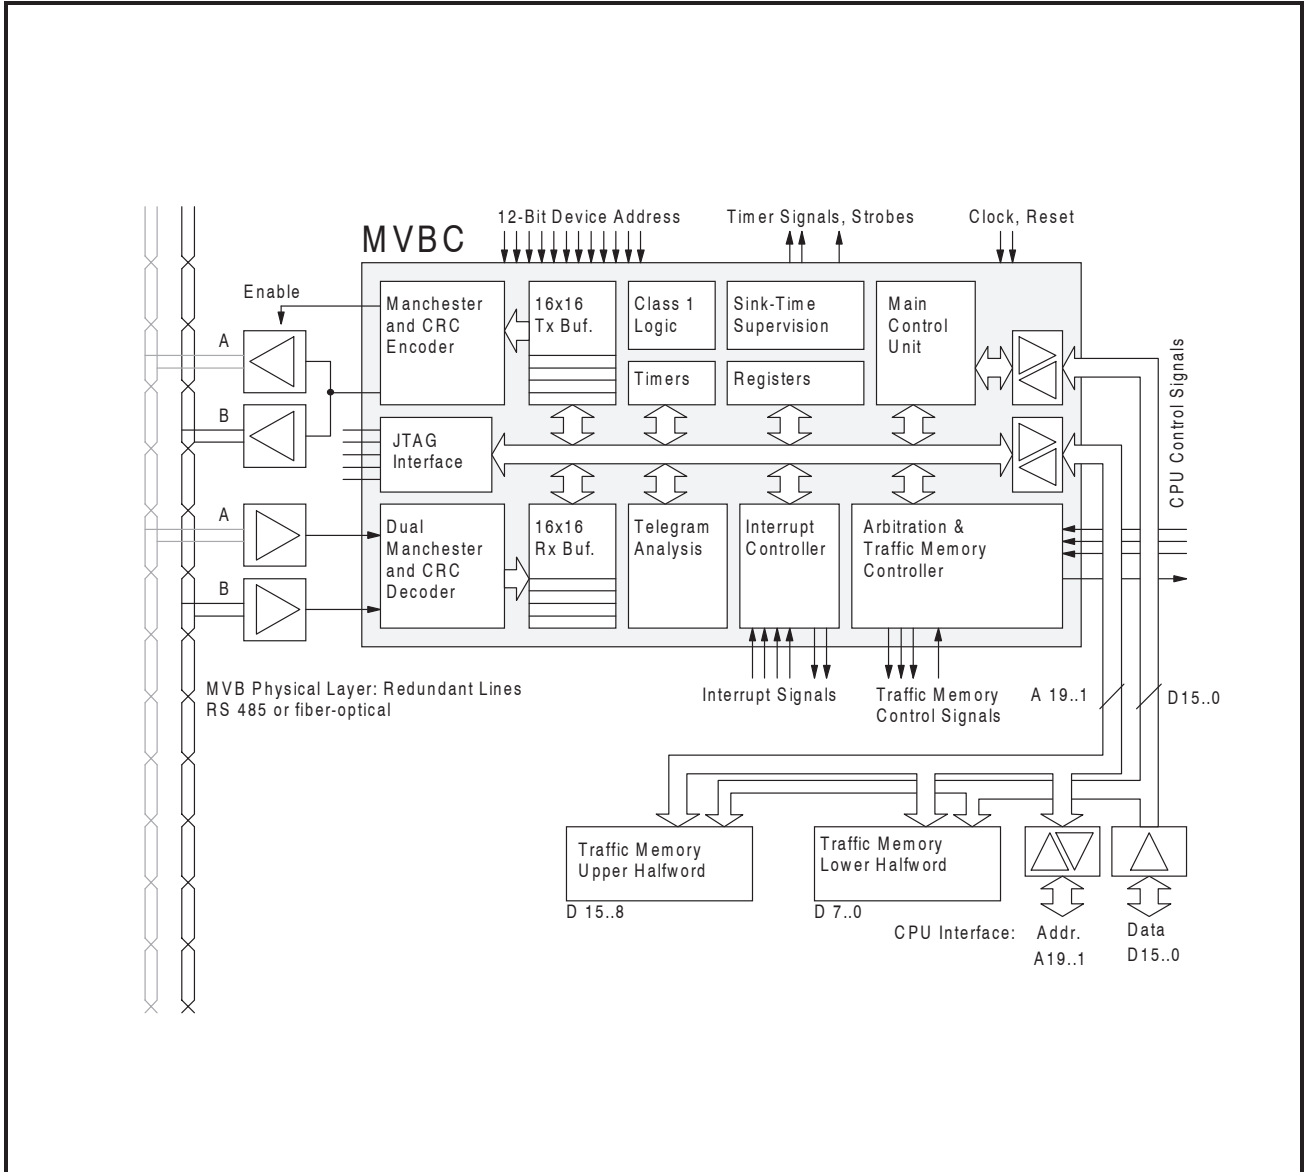 12-Bit Device Address
Timer Signals, Strobes
Clock, Reset
MVBC
Enable
Manchester
and CRC
Encoder
16x16
Tx Buf.
Class 1
Logic
Sink-Time
Supervision
Main
Control
Unit
A
Timers
Registers
CPU Control Signals
B
JTAG
Interface
A
Dual
Manchester
and CRC
Decoder
16x16
Rx Buf.
Telegram
Analysis
Interrupt
Controller
Arbitration &
Traffic Memory
Controller
B
MVB Physical Layer: Redundant Lines
RS 485 or fiber-optical
Interrupt Signals
Traffic Memory
Control Signals
A 19..1
D15..0
Traffic Memory
Upper Halfword
D 15..8
Traffic Memory
Lower Halfword
D 7..0
CPU Interface:
Addr.
A19..1
Data
D15..0